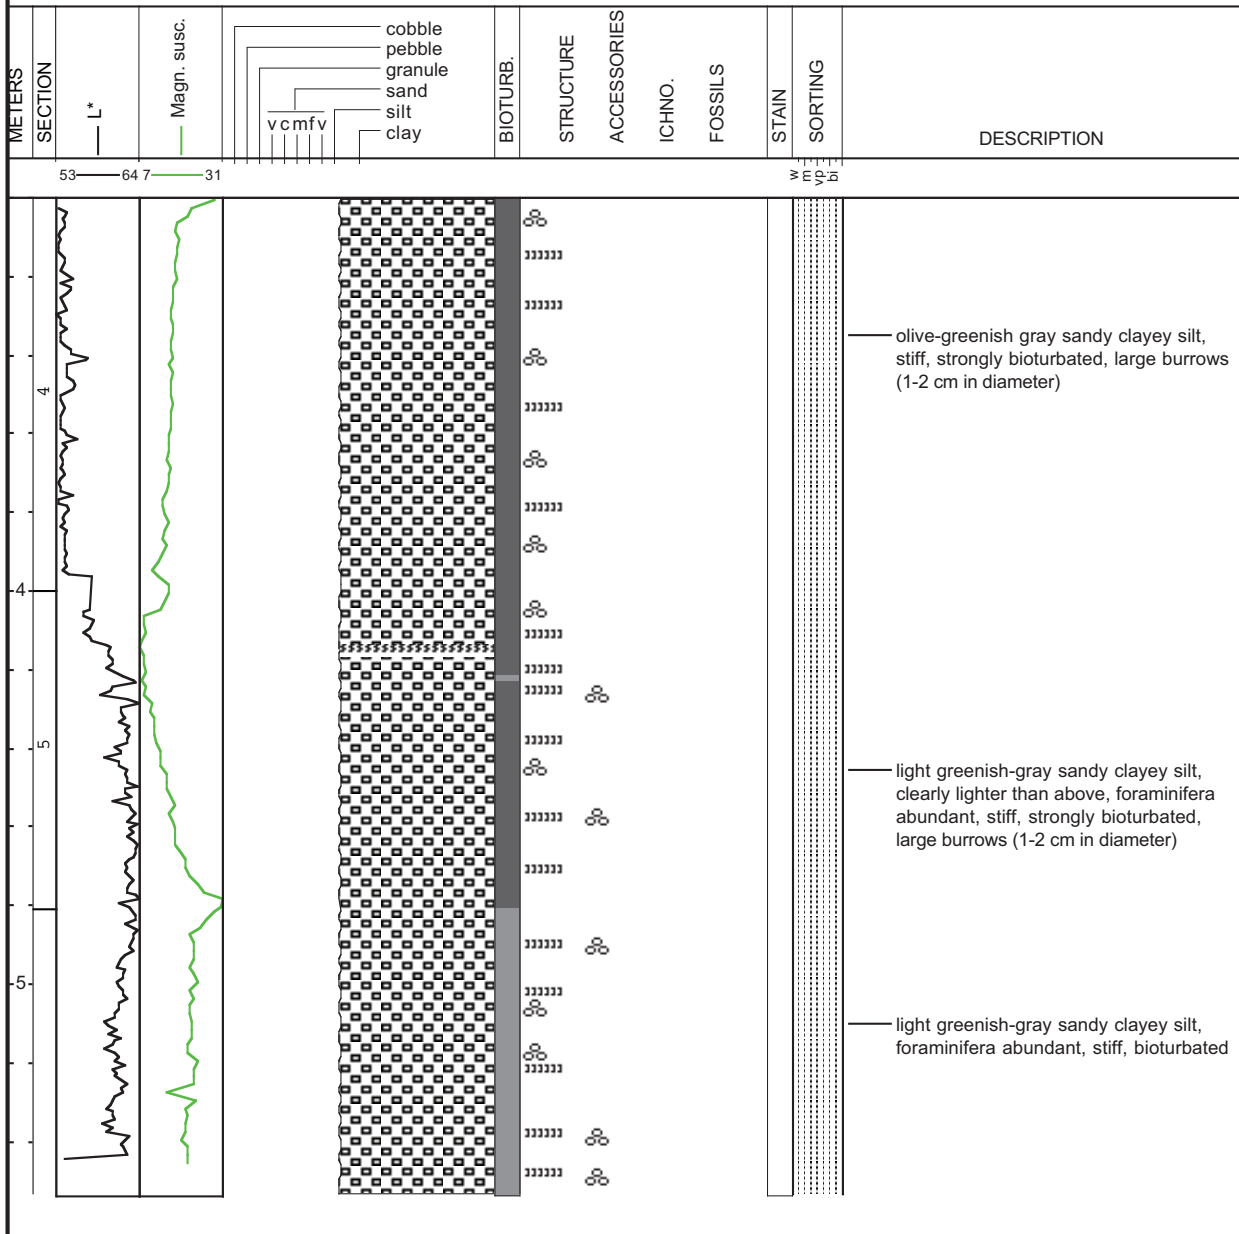 METERS
SECTION
L*
Magn. susc.
cobble
pebble
granule
sand
silt
clay
v c m f v
BIOTURB.
STRUCTURE
ACCESSORIES
ICHNO.
FOSSILS
STAIN
SORTING
DESCRIPTION
53 64 7 31
w
m
vp
bi
olive-greenish gray sandy clayey silt,
stiff, strongly bioturbated, large burrows
(1-2 cm in diameter)
4
4
5
light greenish-gray sandy clayey silt,
clearly lighter than above, foraminifera
abundant, stiff, strongly bioturbated,
large burrows (1-2 cm in diameter)
5
light greenish-gray sandy clayey silt,
foraminifera abundant, stiff, bioturbated